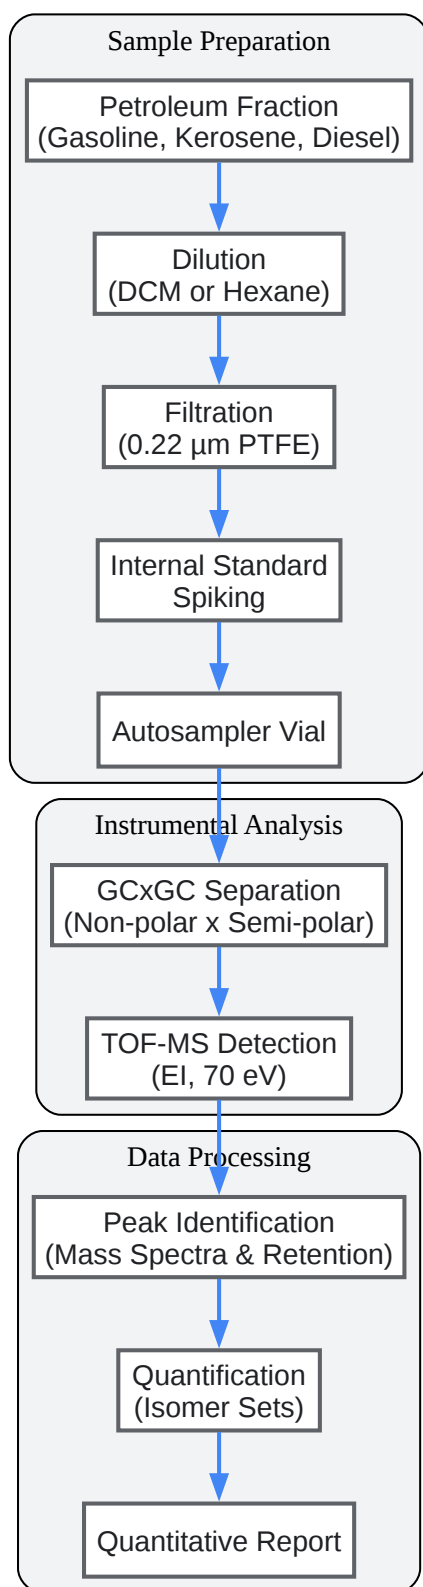 Sample Preparation
Petroleum Fraction
(Gasoline, Kerosene, Diesel)
Dilution
(DCM or Hexane)
Filtration
(0.22 µm PTFE)
Internal Standard
Spiking
Autosampler Vial
Instrumental Analysis
GCxGC Separation
(Non-polar x Semi-polar)
TOF-MS Detection
(EI, 70 eV)
Data Processing
Peak Identification
(Mass Spectra & Retention)
Quantification
(Isomer Sets)
Quantitative Report